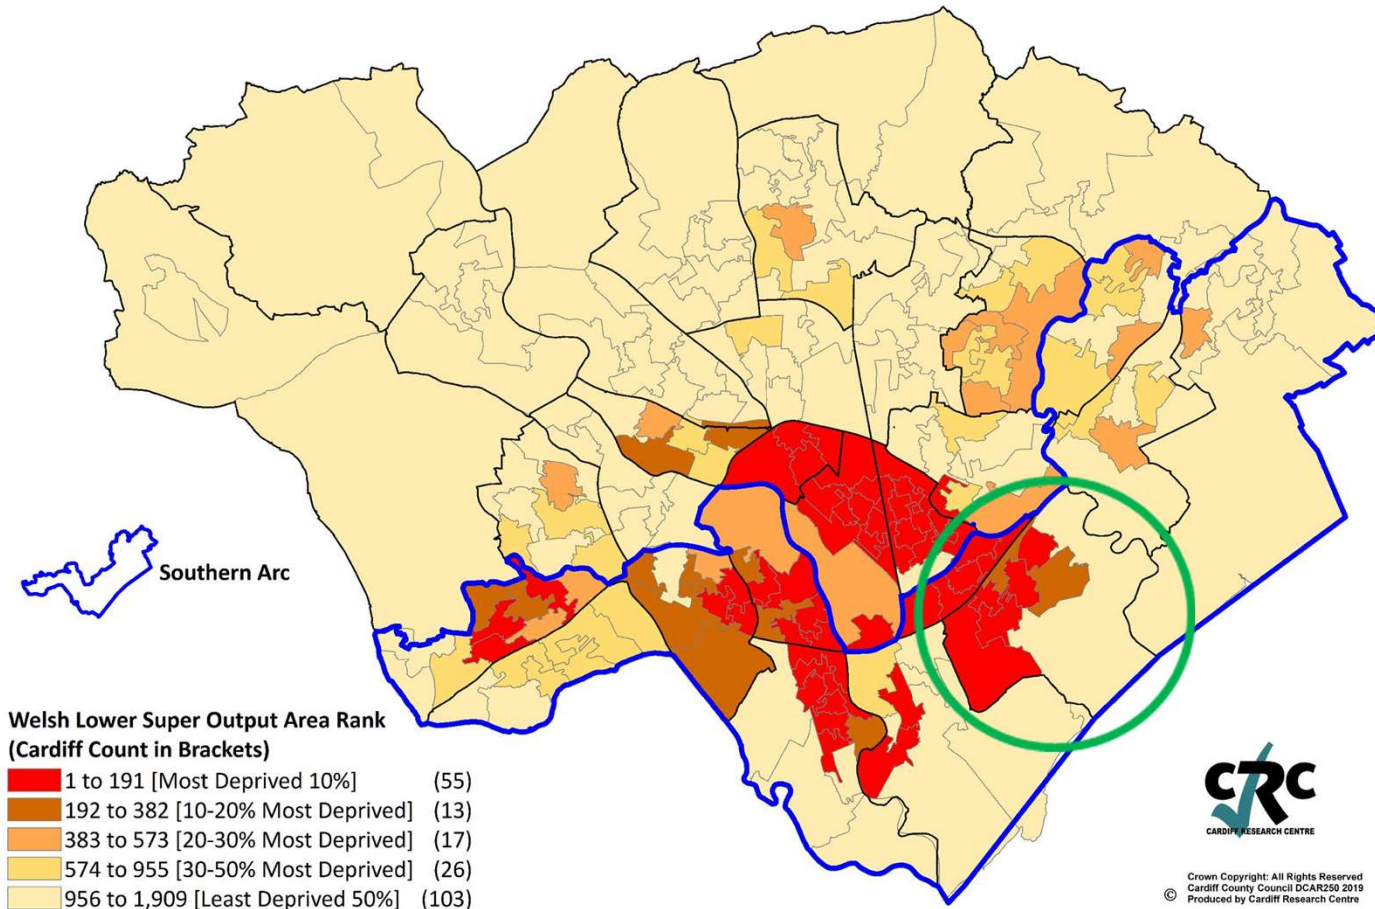 Southern Arc
Welsh Lower Super Output Area Rank
(Cardiff Count in Brackets)
1 to 191 [Most Deprived 10%] (55)
192 to 382 [10-20% Most Deprived] (13)
383 to 573 [20-30% Most Deprived] (17)
574 to 955 [30-50% Most Deprived] (26)
956 to 1,909 [Least Deprived 50%] (103)
CRC
CARDIFF RESEARCH CENTRE
Crown Copyright: All Rights Reserved
Cardiff County Council DCAR250 2019
© Produced by Cardiff Research Centre